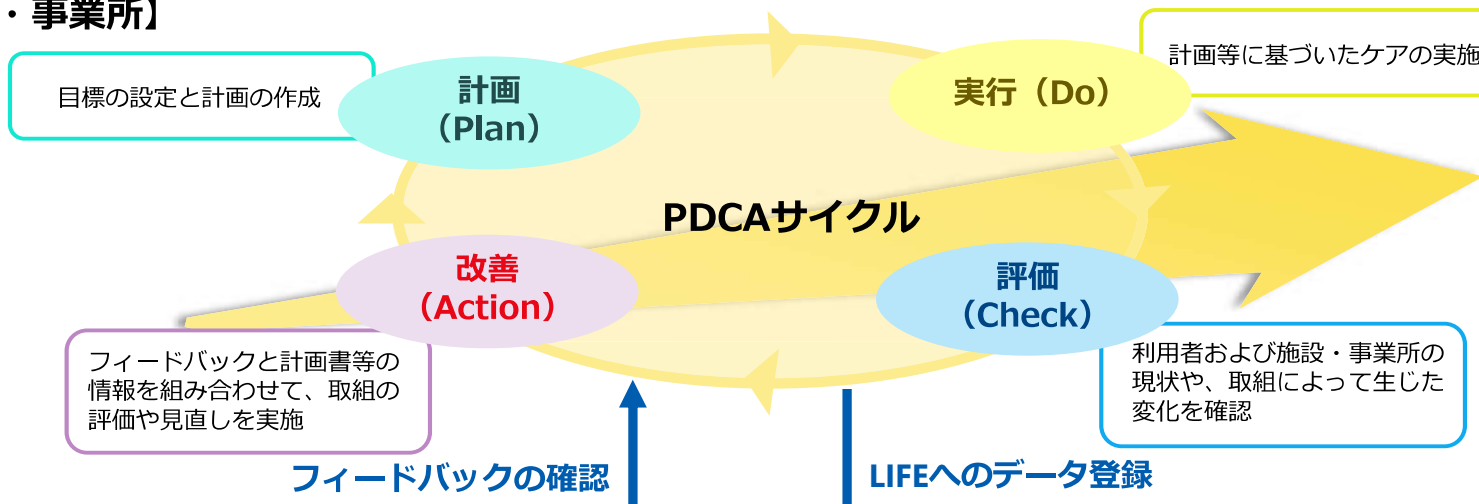 ・事業所】
目標の設定と計画の作成
計画
（Plan）
実行（Do）
計画等に基づいたケアの実施
PDCAサイクル
改善
（Action）
評価
（Check）
フィードバックと計画書等の
情報を組み合わせて、取組の
評価や見直しを実施
利用者および施設・事業所の
現状や、取組によって生じた
変化を確認
フィードバックの確認
LIFEへのデータ登録